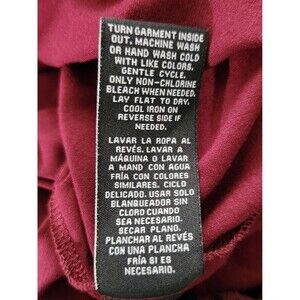 TURN GARMENT INSIDE
OUT. MACHINE WASH
OR HAND WASH COLD
WITH LIKE COLORS.
GENTLE CYCLE.
ONLY NON-CHLORINE
BLEACH WHEN NEEDED.
LAY FLAT TO DRY.
COOL IRON ON
REVERSE SIDE IF
NEEDED.
LAVAR LA ROPA AL
REVÉS. LAVAR A
MÁQUINA O LAVAR
A MANO CON AGUA
FRÍA CON COLORES
SIMILARES. CICLO
DELICADO. USAR SOLO
BLANQUEADOR SIN
CLORO CUANDO
SEA NECESARIO.
SECAR PLANO.
PLANCHAR AL REVÉS
CON UNA PLANCHA
FRÍA SI ES
NECESARIO.